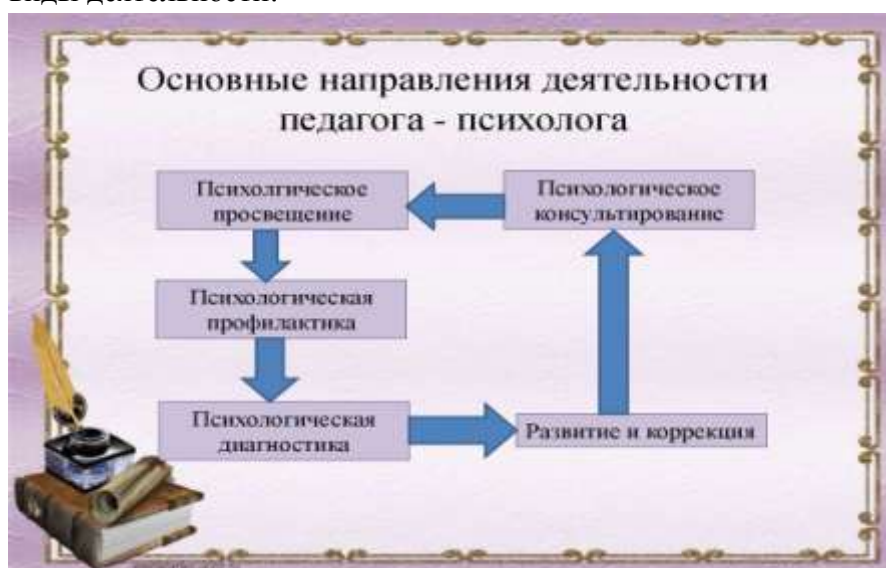 виды деятельности.
Основные направления деятельности
педагога - психолога
Психолгическое
просвещение
Психологическое
консультирование
Психологическая
профилактика
Психологическая
диагностика
Развитие и коррекция